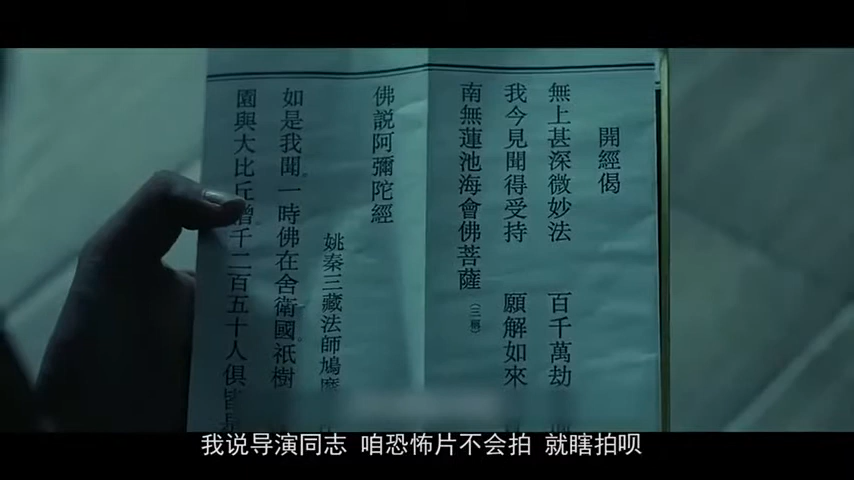 開經偈
無上甚深微妙法 百千萬劫
我今見聞得受持 願解如來
南無蓮池海會佛菩薩（三稱）
佛說阿彌陀經
姚秦三藏法師鳩
如是我聞。一時佛在舍衛國。祇樹
園與大比丘僧。千二百五十人俱
我说导演同志 咱恐怖片不会拍 就瞎拍呗